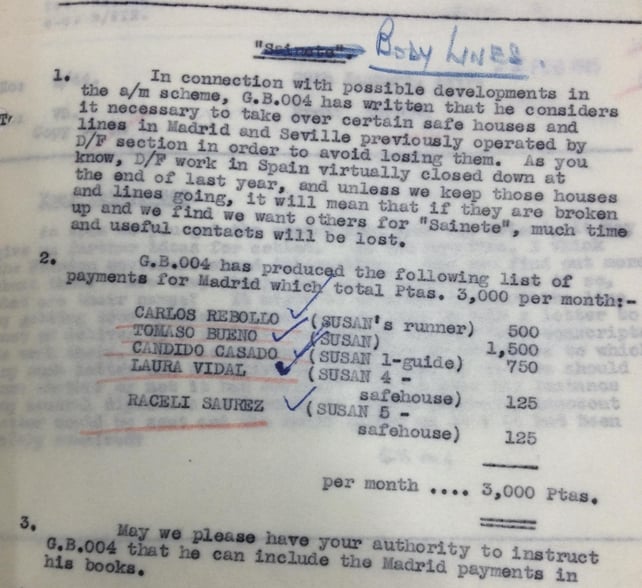 "Sainete". BODY LINES.
1. In connection with possible developments in
the a/m scheme, G.B.004 has written that he considers
it necessary to take over certain safe houses and
lines in Madrid and Seville previously operated by
D/F section in order to avoid losing them. As you
know, D/F work in Spain virtually closed down at
the end of last year, and unless we keep those houses
and lines going, it will mean that if they are broken
up and we find we want others for "Sainete", much time
and useful contacts will be lost.
2. G.B.004 has produced the following list of
payments for Madrid which total Ptas. 3,000 per month:-
CARLOS REBOLLO (SUSAN's runner) 500
TOMASO BUENO (SUSAN) 1,500
CANDIDO CASADO (SUSAN 1-guide) 750
LAURA VIDAL (SUSAN 4 -
safehouse) 125
RACELI SAUREZ (SUSAN 5 -
safehouse) 125
per month .... 3,000 Ptas.
3. May we please have your authority to instruct
G.B.004 that he can include the Madrid payments in
his books.